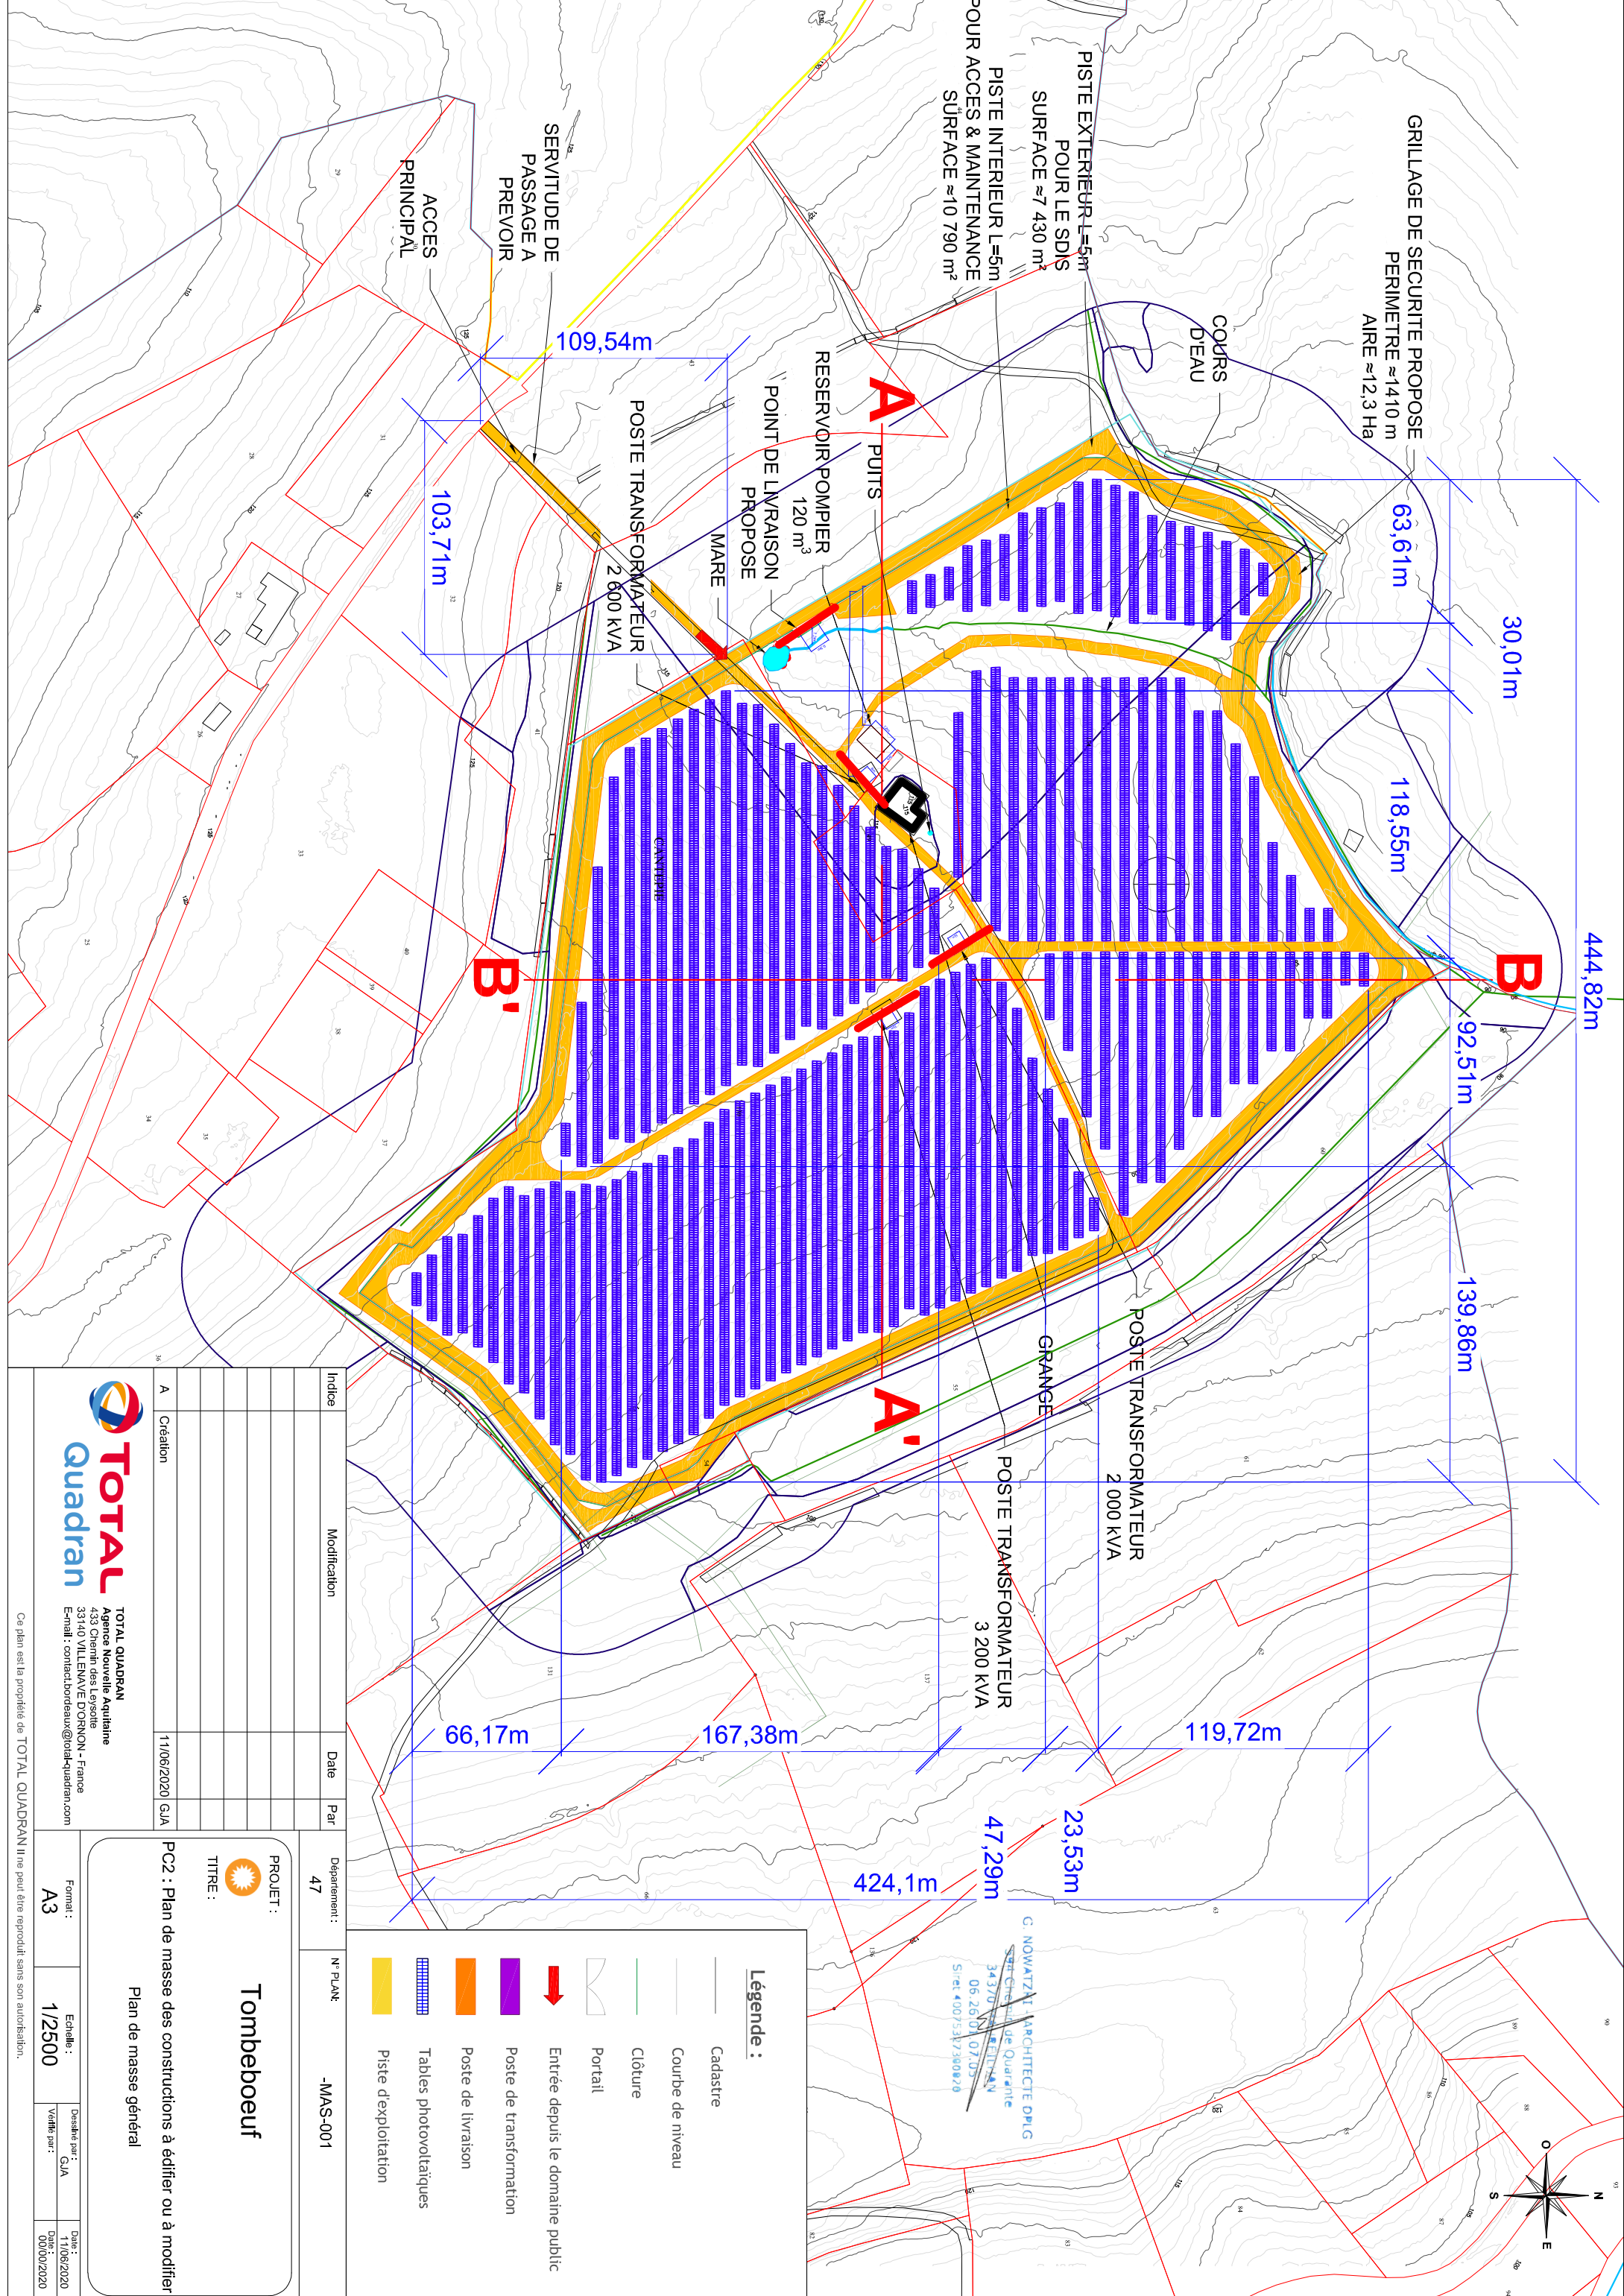 GRILLAGE DE SECURITE PROPOSE
PERIMETRE ≈1410 m
AIRE ≈12,3 Ha
COURS
D'EAU
PISTE EXTERIEUR L=5m
POUR LE SDIS
SURFACE ≈7 430 m²
PISTE INTERIEUR L=5m
POUR ACCES & MAINTENANCE
SURFACE ≈10 790 m²
A
PUITS
RESERVOIR POMPIER
120 m³
POINT DE LIVRAISON
PROPOSE
MARE
POSTE TRANSFORMATEUR
2 600 kVA
SERVITUDE DE
PASSAGE A
PREVOIR
ACCES
PRINCIPAL
109,54m
103,71m
444,82m
63,61m
30,01m
118,55m
92,51m
139,86m
B
B'
A'
CANTEPIE
POSTE TRANSFORMATEUR
2 000 kVA
GRANGE
POSTE TRANSFORMATEUR
3 200 kVA
119,72m
23,53m
47,29m
167,38m
66,17m
424,1m
N
O
E
S
G. NOWATZKI - ARCHITECTE DPLG
Chemin de Quarante
06.26.01.07.05
Légende :
Cadastre
Courbe de niveau
Clôture
Portail
Entrée depuis le domaine public
Poste de transformation
Poste de livraison
Tables photovoltaïques
Piste d'exploitation
Indice
Modification
Date
Par
A
Création
11/06/2020
GJA
TOTAL
Quadran
TOTAL QUADRAN
Agence Nouvelle Aquitaine
433 Chemin des Leysotte
33140 VILLENAVE D'ORNON - France
E-mail : contact.bordeaux@total-quadran.com
Département :
47
N° PLAN:
-MAS-001
PROJET :
Tombeboeuf
TITRE :
PC2 : Plan de masse des constructions à édifier ou à modifier
Plan de masse général
Format :
A3
Echelle :
1/2500
Dessiné par :
GJA
Date :
11/06/2020
Vérifié par :
Date :
00/00/2020
Ce plan est la propriété de TOTAL QUADRAN Il ne peut être reproduit sans son autorisation.